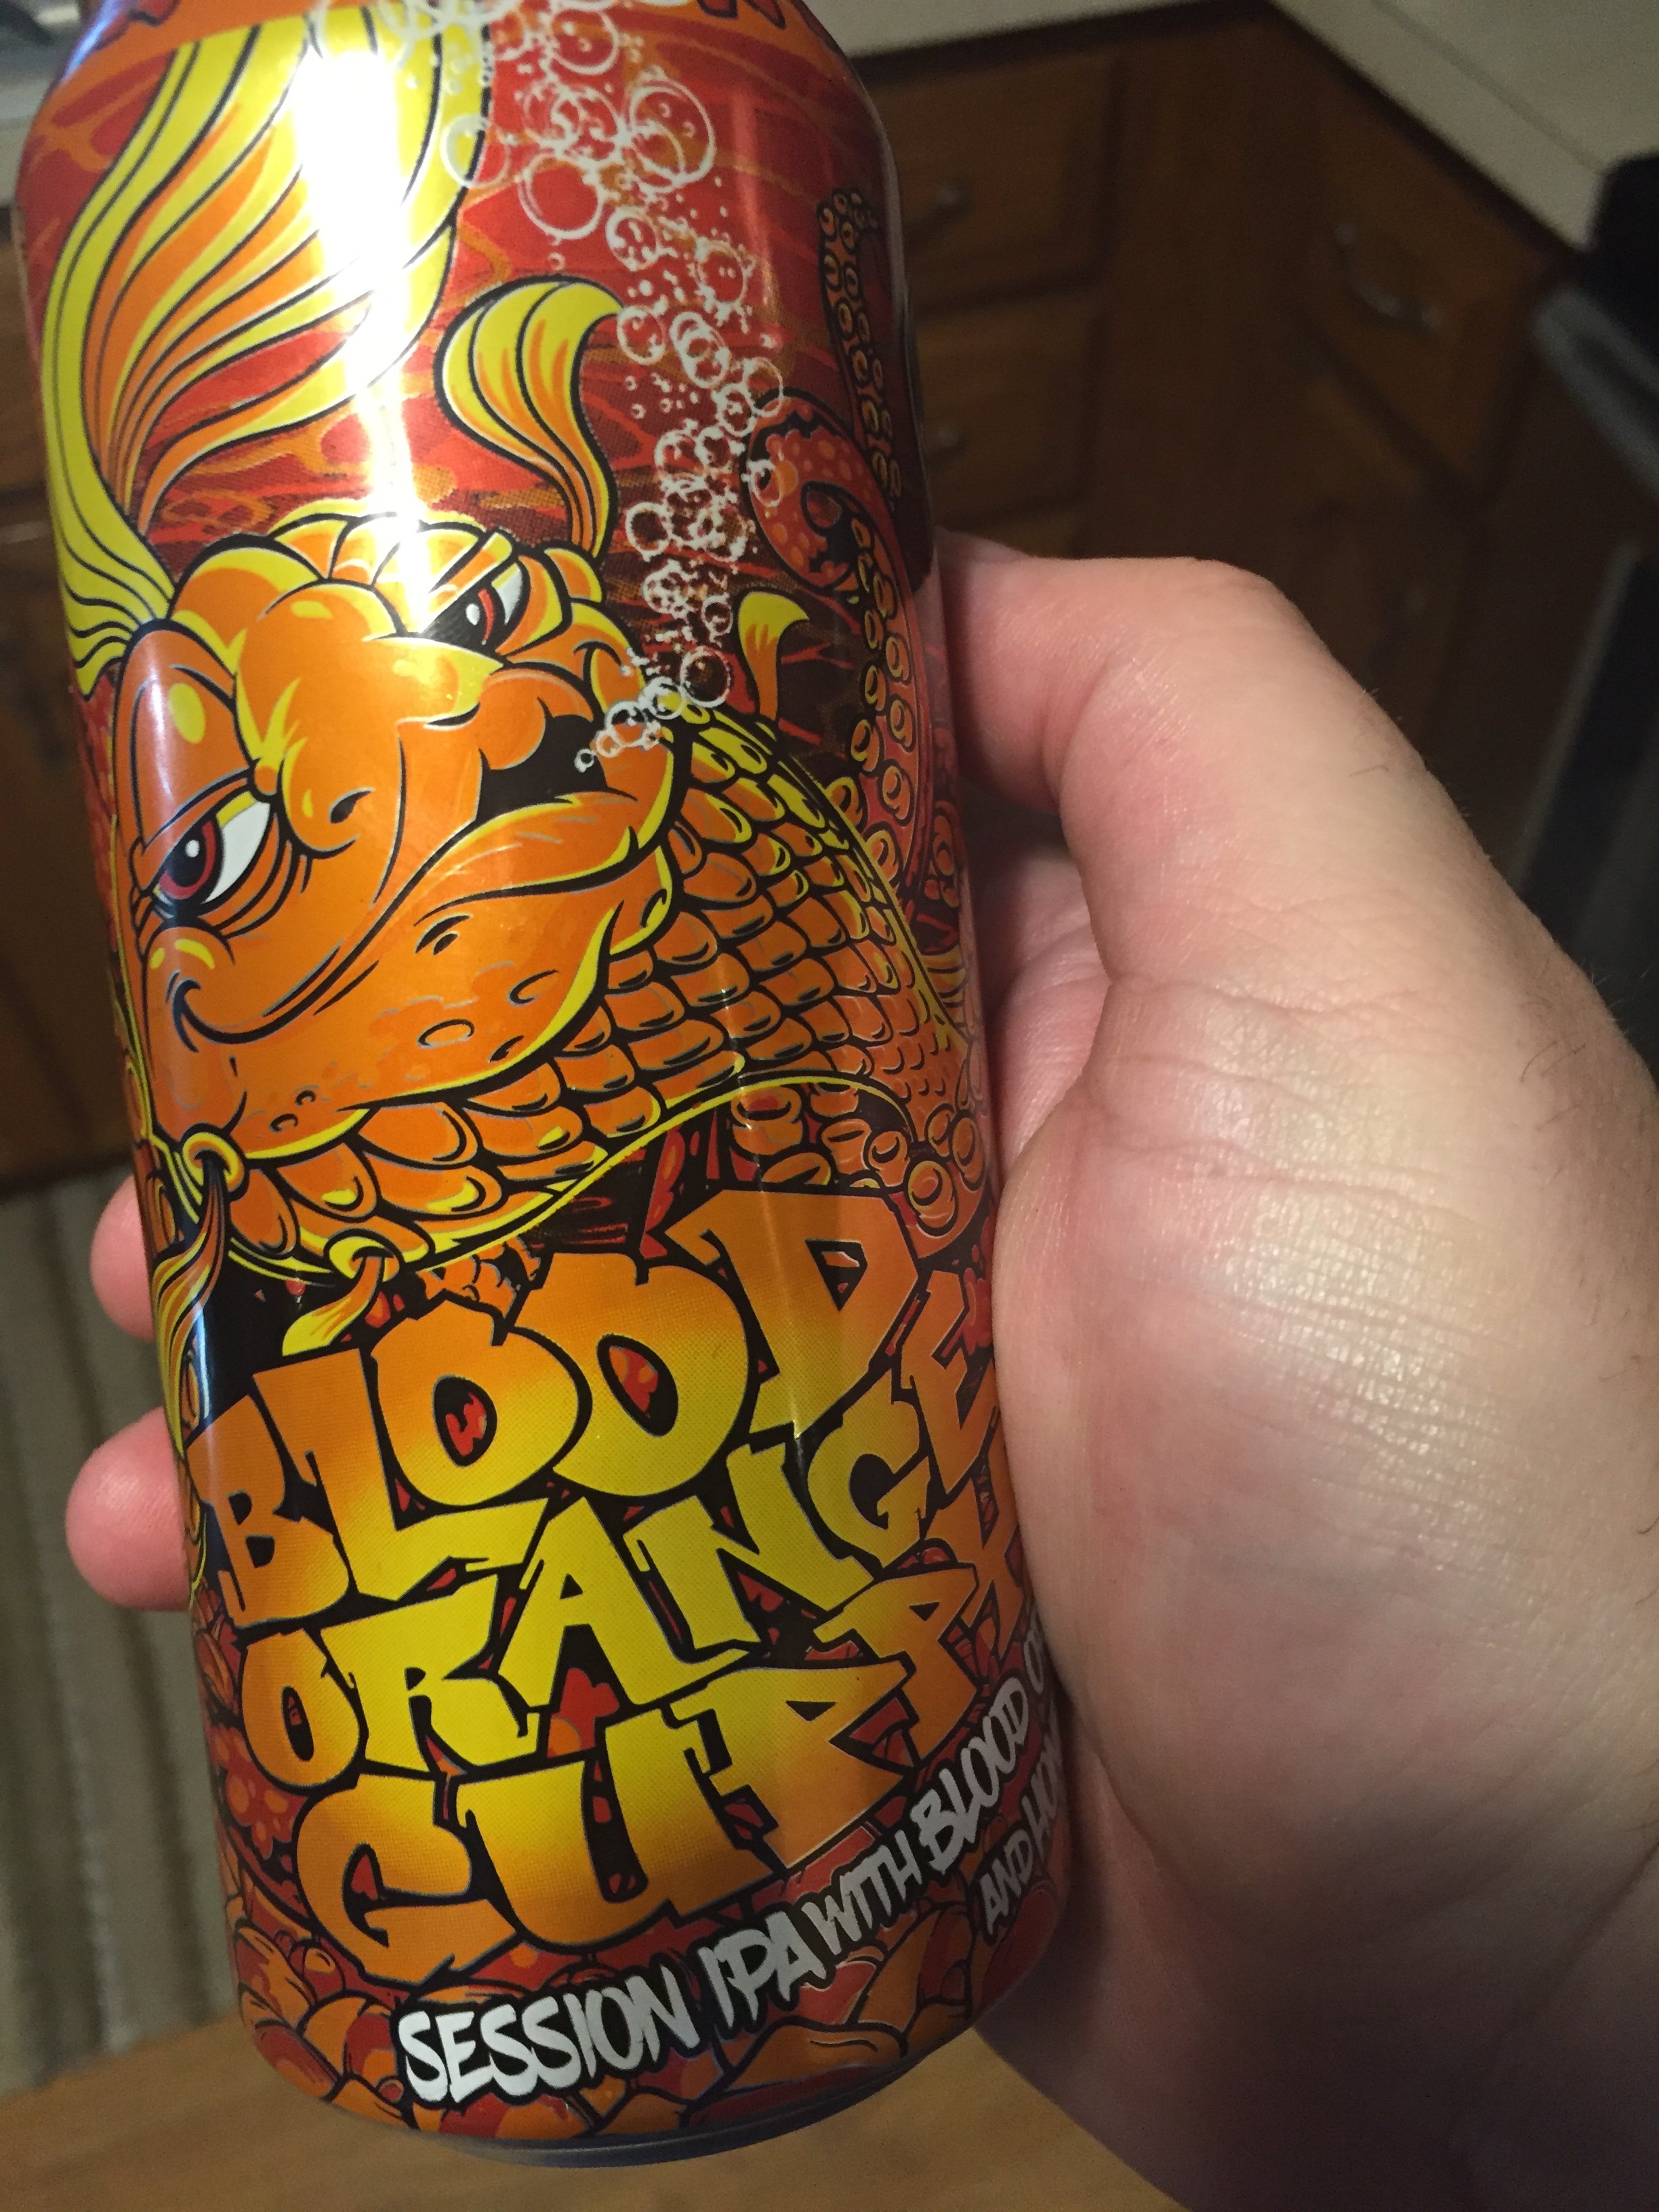 BLOOD
ORANGE
GUPPY
SESSION IPA WITH BLOOD
AND